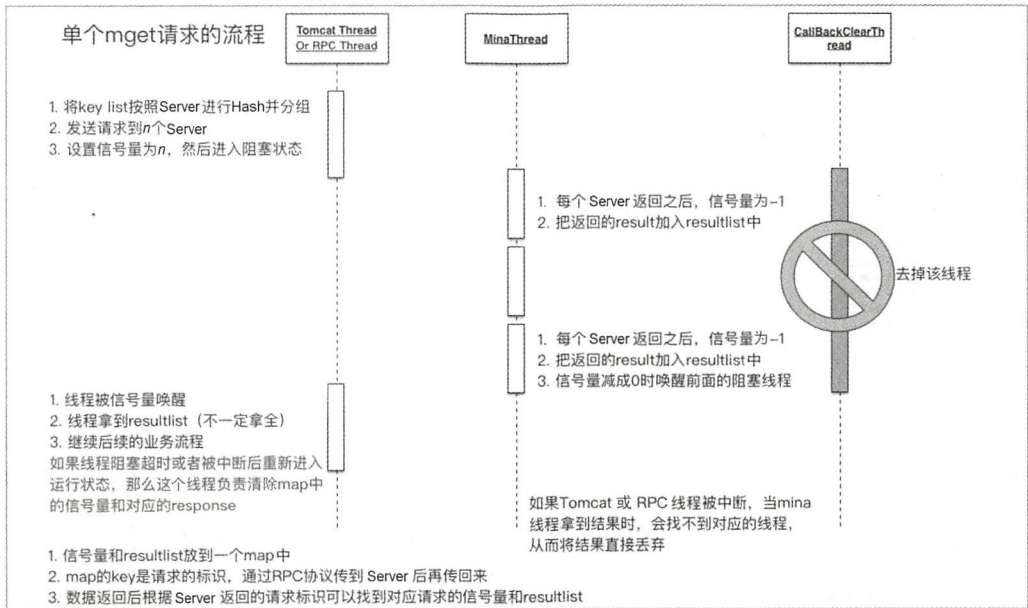 单个mget请求的流程
Tomcat Thread
Or RPC Thread
MinaThread
CallBackClearTh
read
1. 将key list按照Server进行Hash并分组
2. 发送请求到n个Server
3. 设置信号量为n，然后进入阻塞状态
1. 每个 Server 返回之后，信号量为-1
2. 把返回的result加入resultlist中
去掉该线程
1. 每个 Server 返回之后，信号量为-1
2. 把返回的result加入resultlist中
3. 信号量减成0时唤醒前面的阻塞线程
1. 线程被信号量唤醒
2. 线程拿到resultlist（不一定拿全）
3. 继续后续的业务流程
如果线程阻塞超时或者被中断后重新进入
运行状态，那么这个线程负责清除map中
的信号量和对应的response
如果Tomcat 或 RPC 线程被中断，当mina
线程拿到结果时，会找不到对应的线程，
从而将结果直接丢弃
1. 信号量和resultlist放到一个map中
2. map的key是请求的标识，通过RPC协议传到 Server 后再传回来
3. 数据返回后根据 Server 返回的请求标识可以找到对应请求的信号量和resultlist